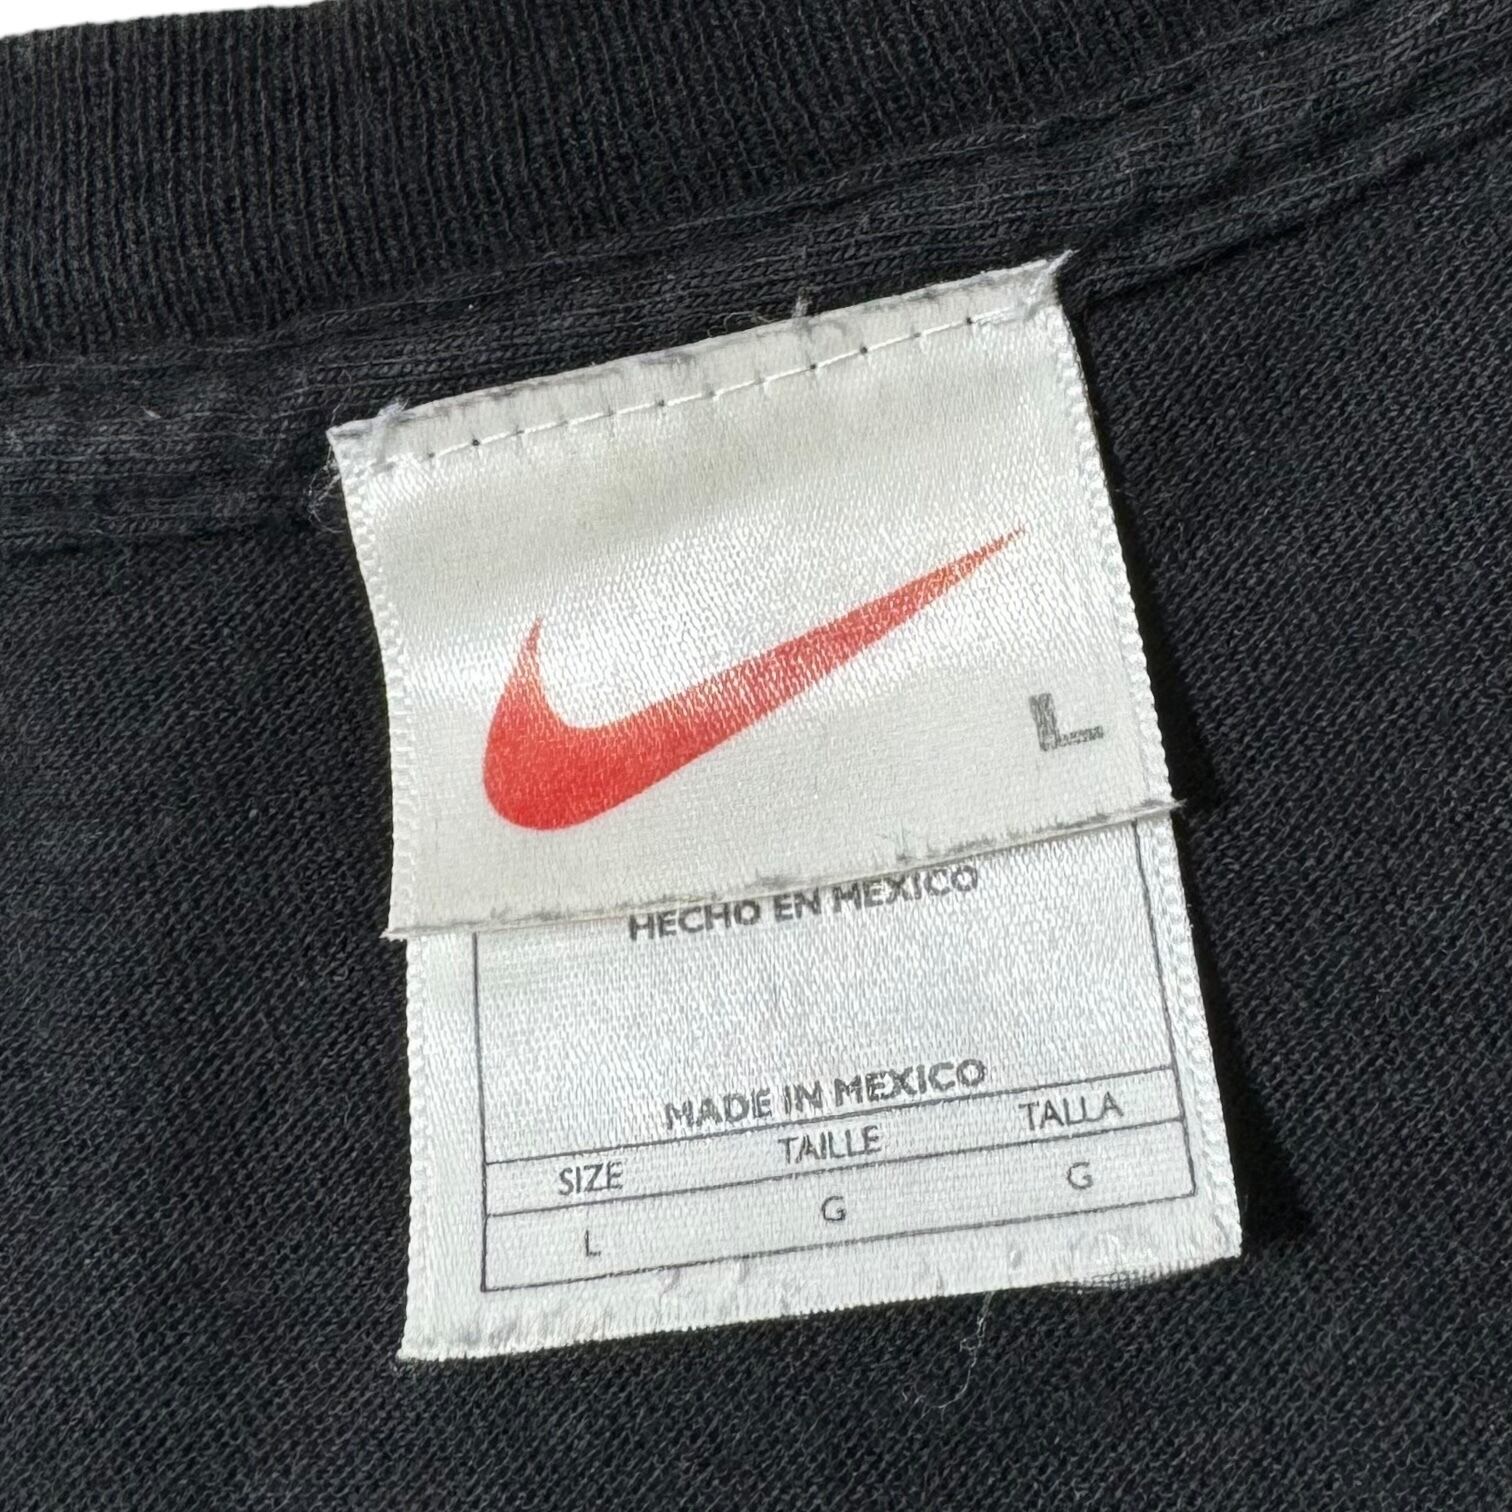 L
HECHO EN MEXICO
MADE IN MEXICO
SIZE TAILLE TALLA
L G G